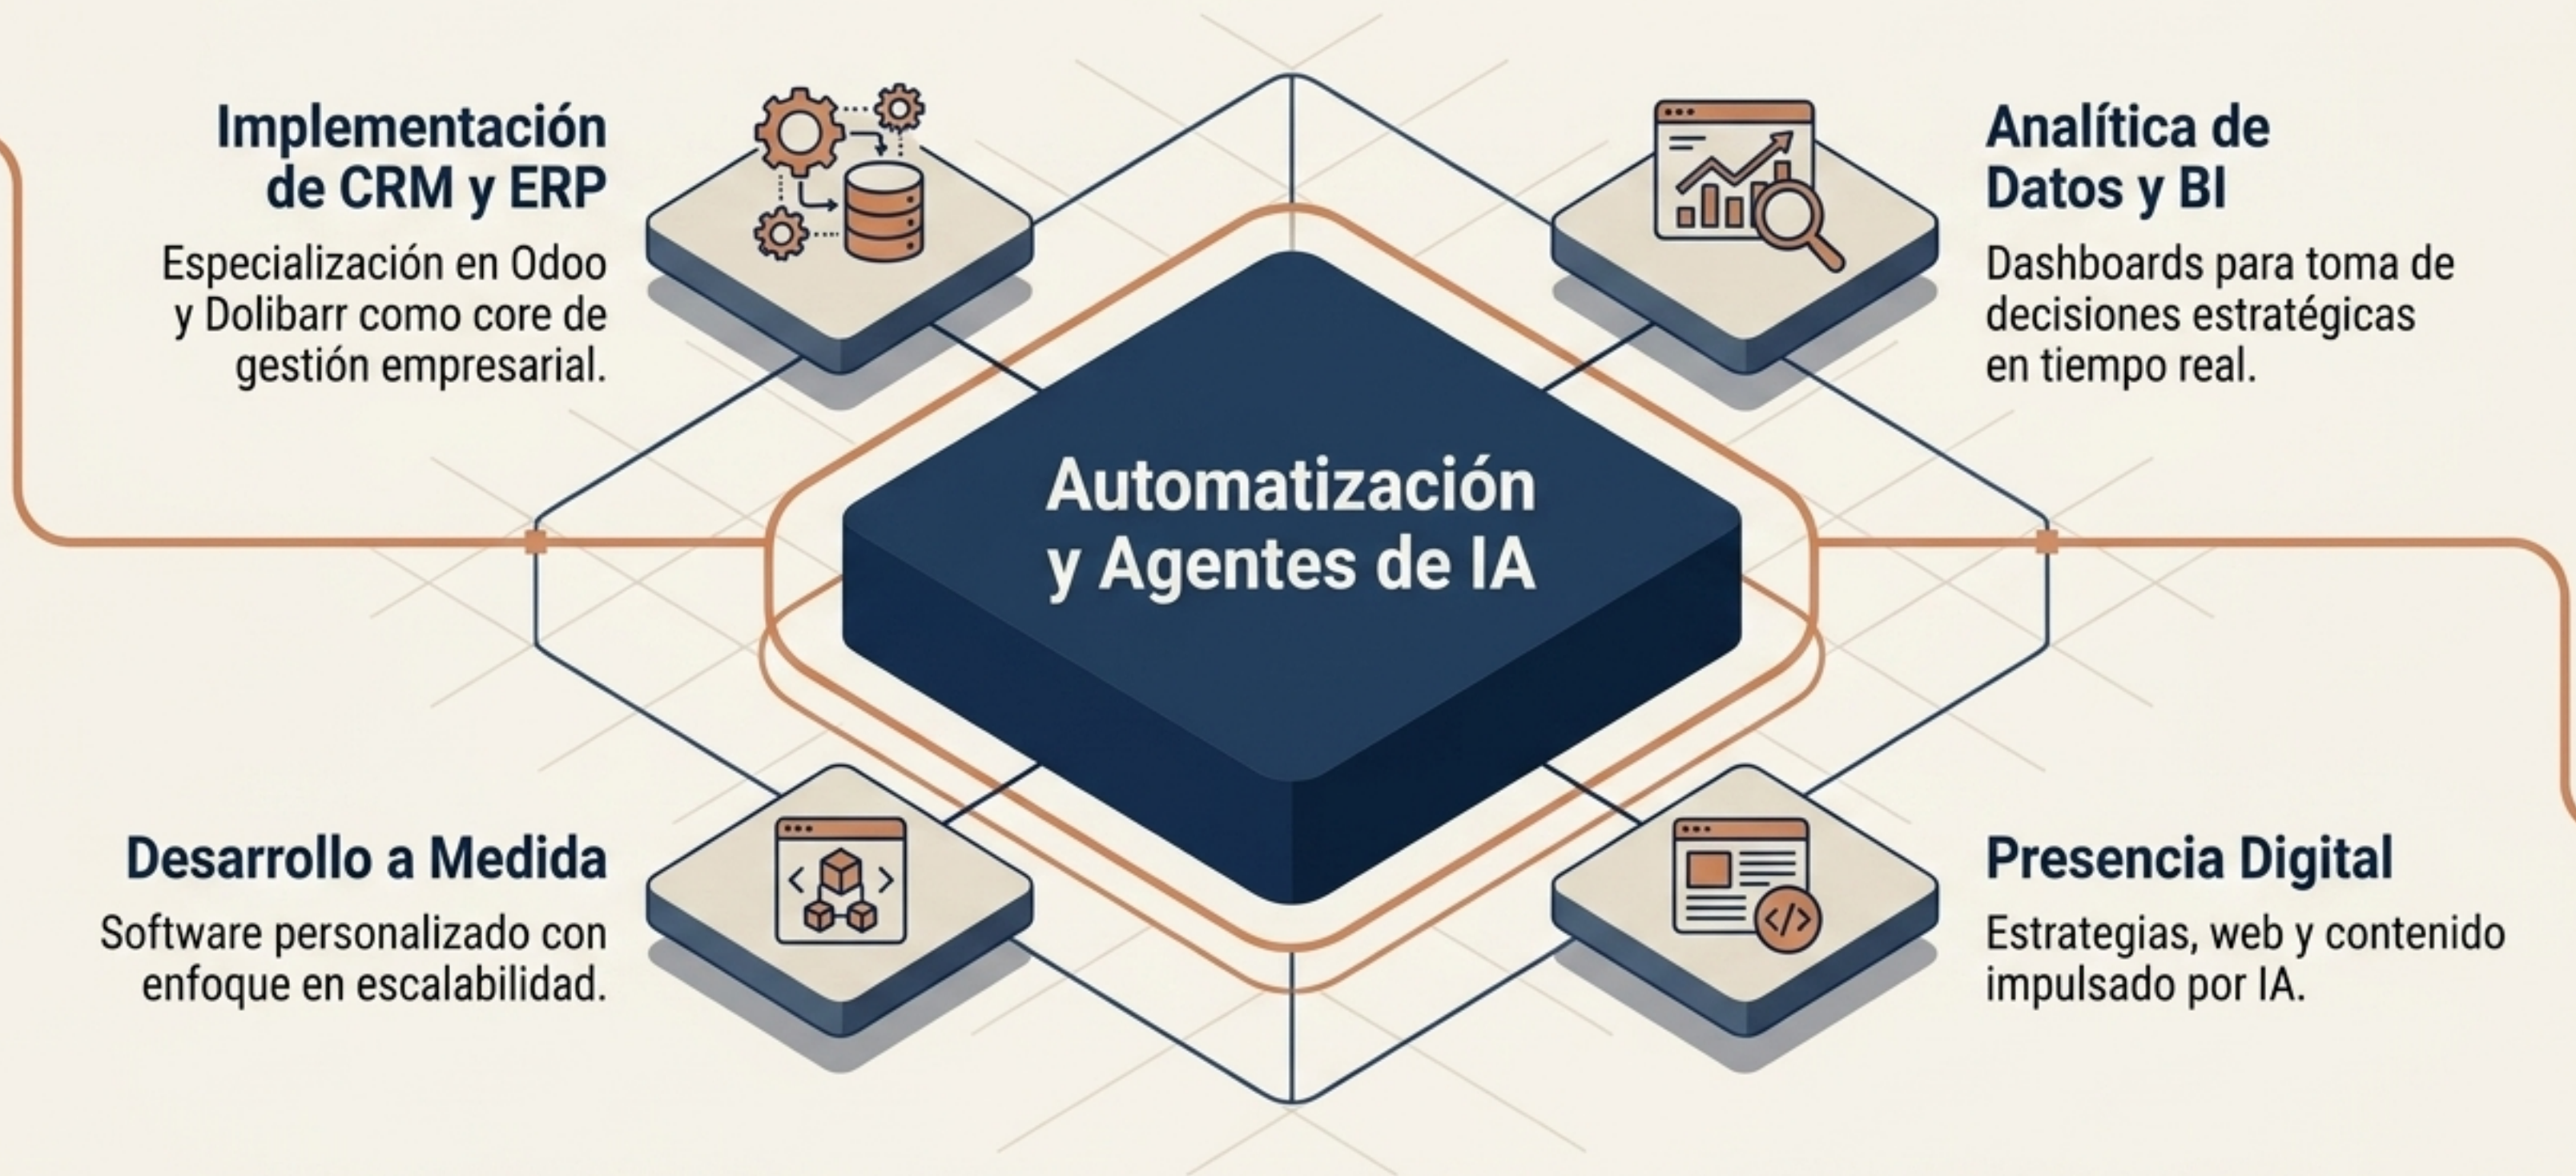 Implementación
de CRM y ERP
Especialización en Odoo
y Dolibarr como core de
gestión empresarial.
Analítica de
Datos y BI
Dashboards para toma de
decisiones estratégicas
en tiempo real.
Automatización
y Agentes de IA
Desarrollo a Medida
Software personalizado con
enfoque en escalabilidad.
Presencia Digital
Estrategias, web y contenido
impulsado por IA.